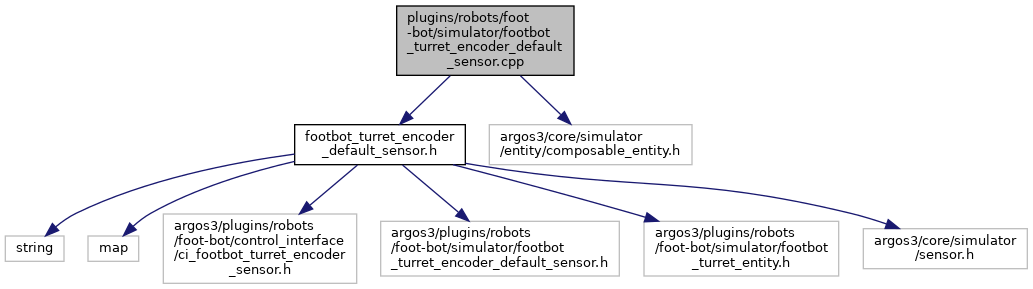 plugins/robots/foot
-bot/simulator/footbot
_turret_encoder_default
_sensor.cpp
footbot_turret_encoder
_default_sensor.h
argos3/core/simulator
/entity/composable_entity.h
string
map
argos3/plugins/robots
/foot-bot/control_interface
/ci_footbot_turret_encoder
_sensor.h
argos3/plugins/robots
/foot-bot/simulator/footbot
_turret_encoder_default_sensor.h
argos3/plugins/robots
/foot-bot/simulator/footbot
_turret_entity.h
argos3/core/simulator
/sensor.h